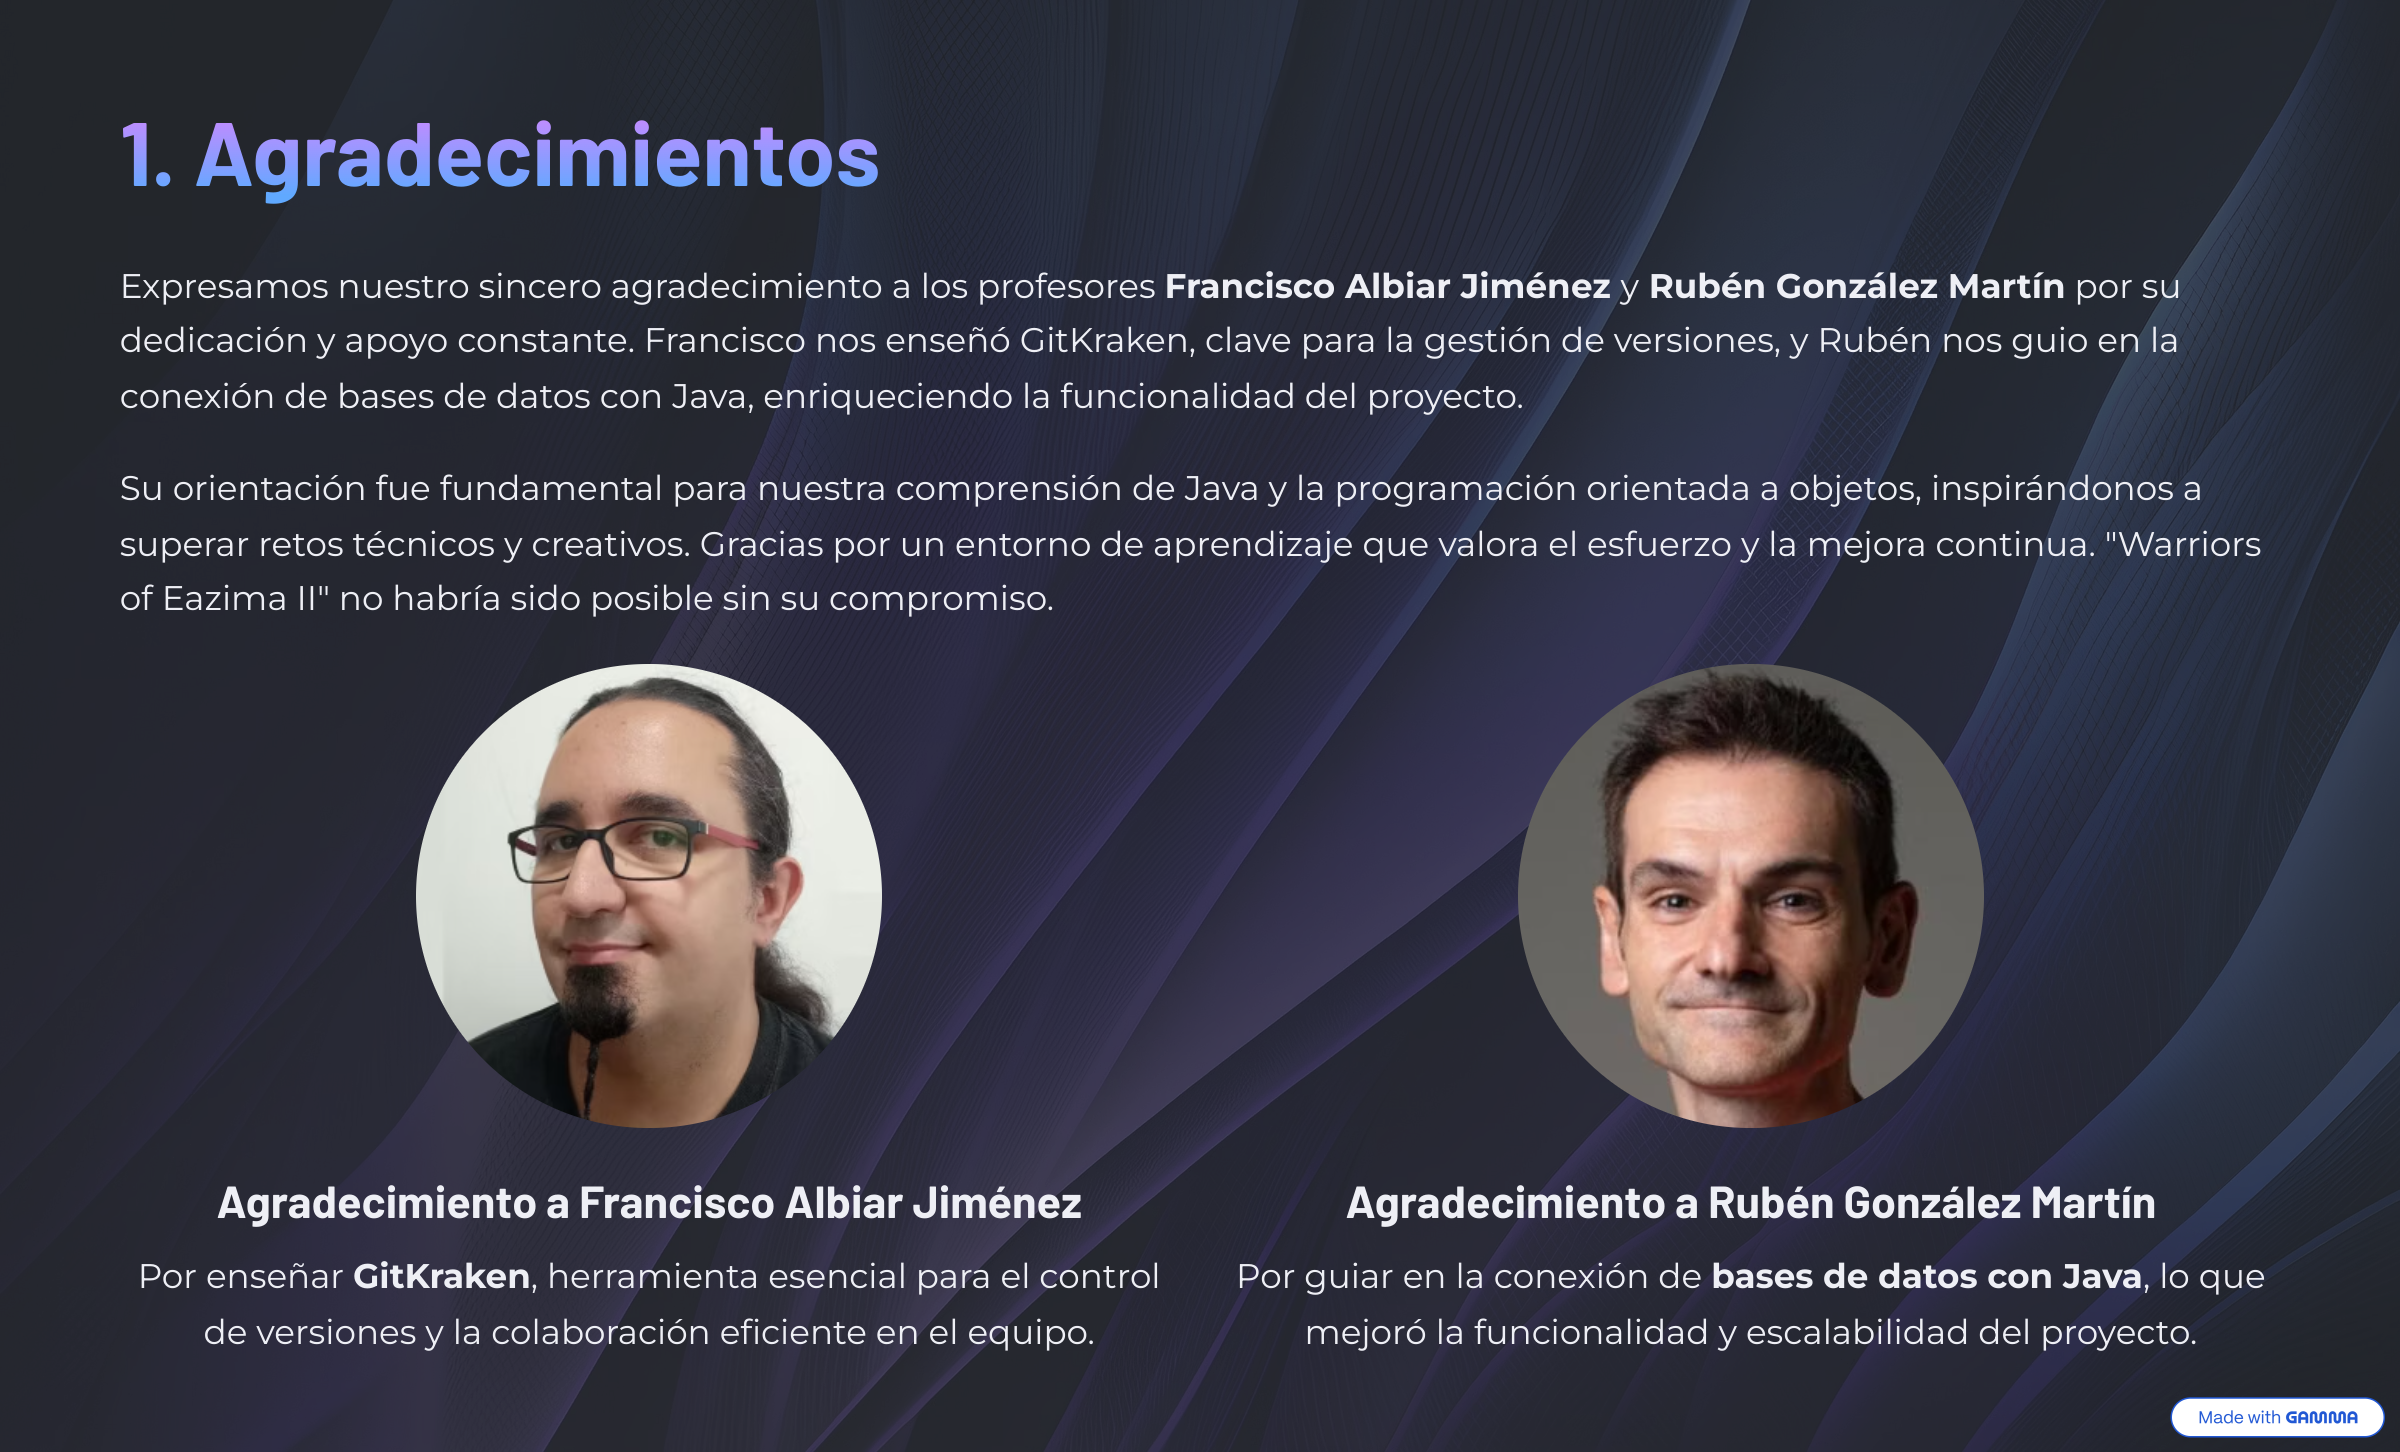 1. Agradecimientos
Expresamos nuestro sincero agradecimiento a los profesores Francisco Albiar Jiménez y Rubén González Martín por su
dedicación y apoyo constante. Francisco nos enseñó GitKraken, clave para la gestión de versiones, y Rubén nos guio en la
conexión de bases de datos con Java, enriqueciendo la funcionalidad del proyecto.
Su orientación fue fundamental para nuestra comprensión de Java y la programación orientada a objetos, inspirándonos a
superar retos técnicos y creativos. Gracias por un entorno de aprendizaje que valora el esfuerzo y la mejora continua. "Warriors
of Eazima II" no habría sido posible sin su compromiso.
Agradecimiento a Francisco Albiar Jiménez
Por enseñar GitKraken, herramienta esencial para el control
de versiones y la colaboración eficiente en el equipo.
Agradecimiento a Rubén González Martín
Por guiar en la conexión de bases de datos con Java, lo que
mejoró la funcionalidad y escalabilidad del proyecto.
Made with GAMMA